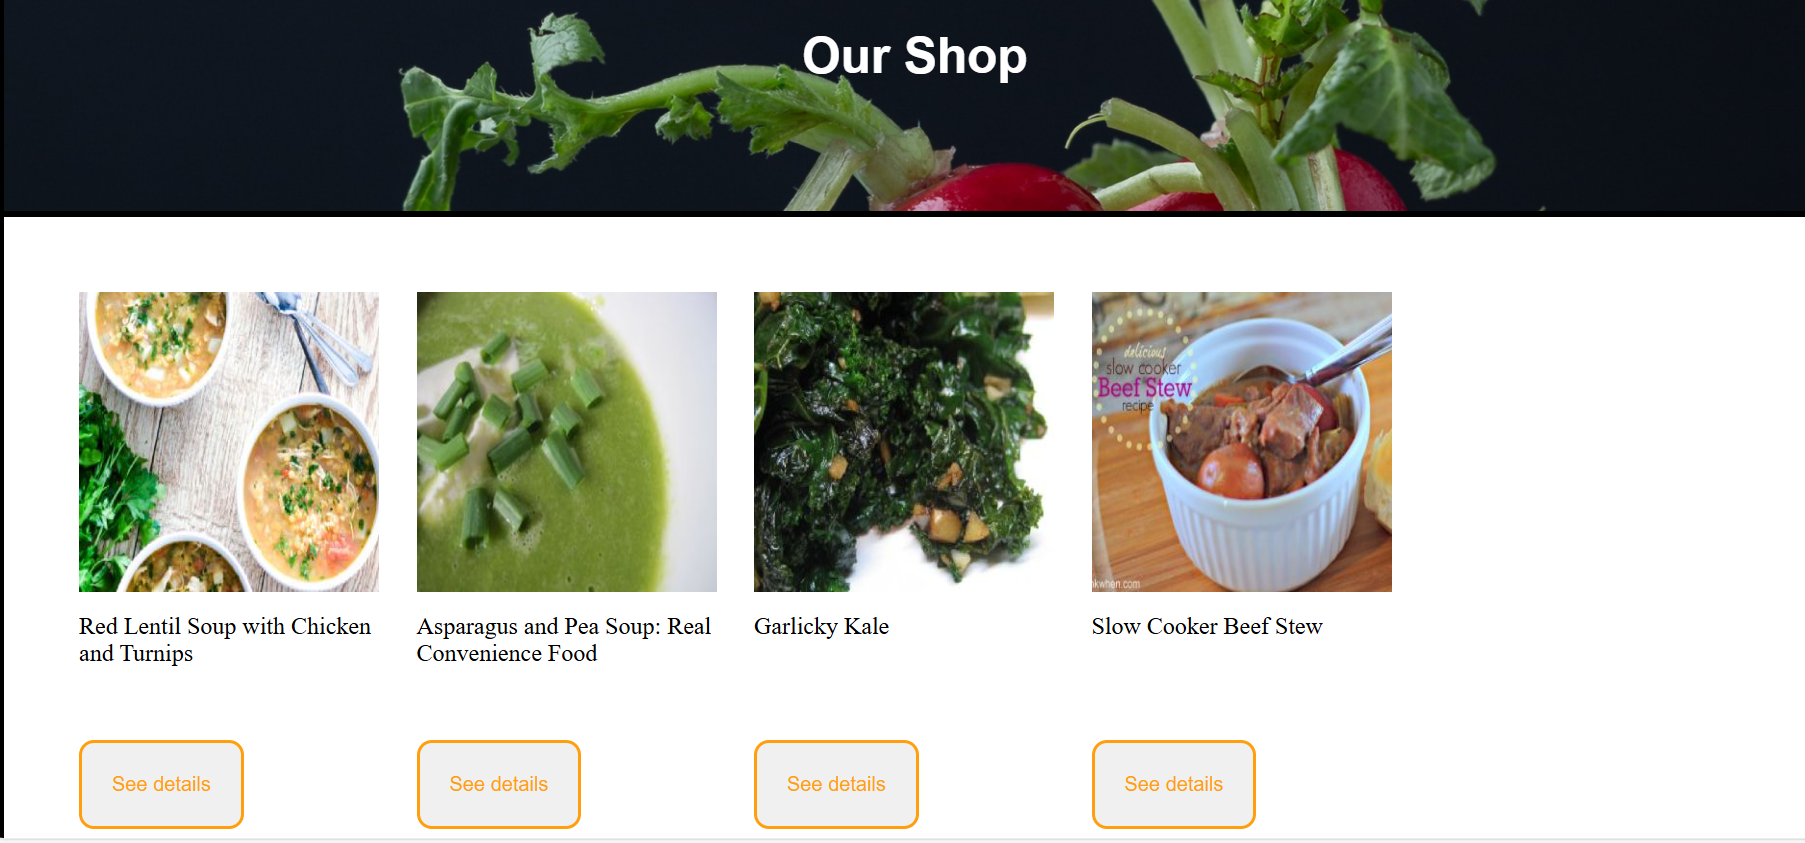 Our Shop
delicious
slow cooker
Beef Stew
recipe
nkwhen.com
Red Lentil Soup with Chicken
and Turnips
Asparagus and Pea Soup: Real
Convenience Food
Garlicky Kale
Slow Cooker Beef Stew
See details
See details
See details
See details